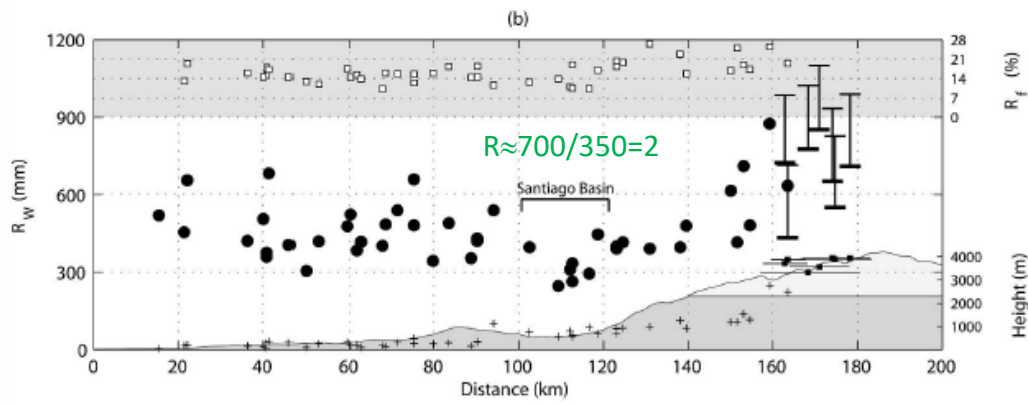 (b)
1200
900
600
300
0
R_W (mm)
28
21
14
7
0
R_f (%)
R≈700/350=2
Santiago Basin
4000
3000
2000
1000
0
Height (m)
0 20 40 60 80 100 120 140 160 180 200
Distance (km)